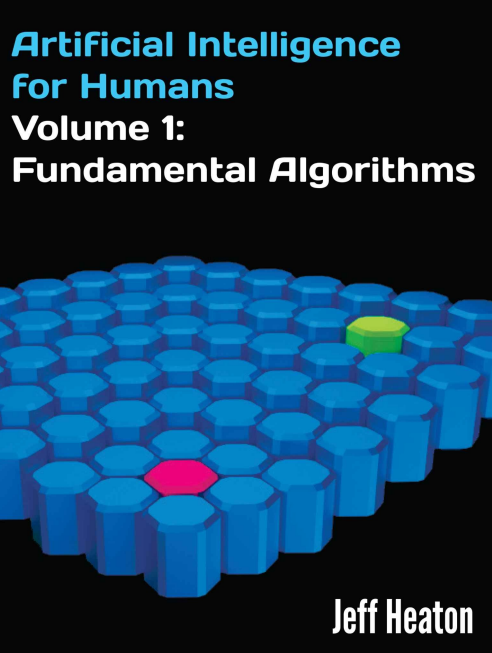 Artificial Intelligence
for Humans
Volume 1:
Fundamental Algorithms
Jeff Heaton